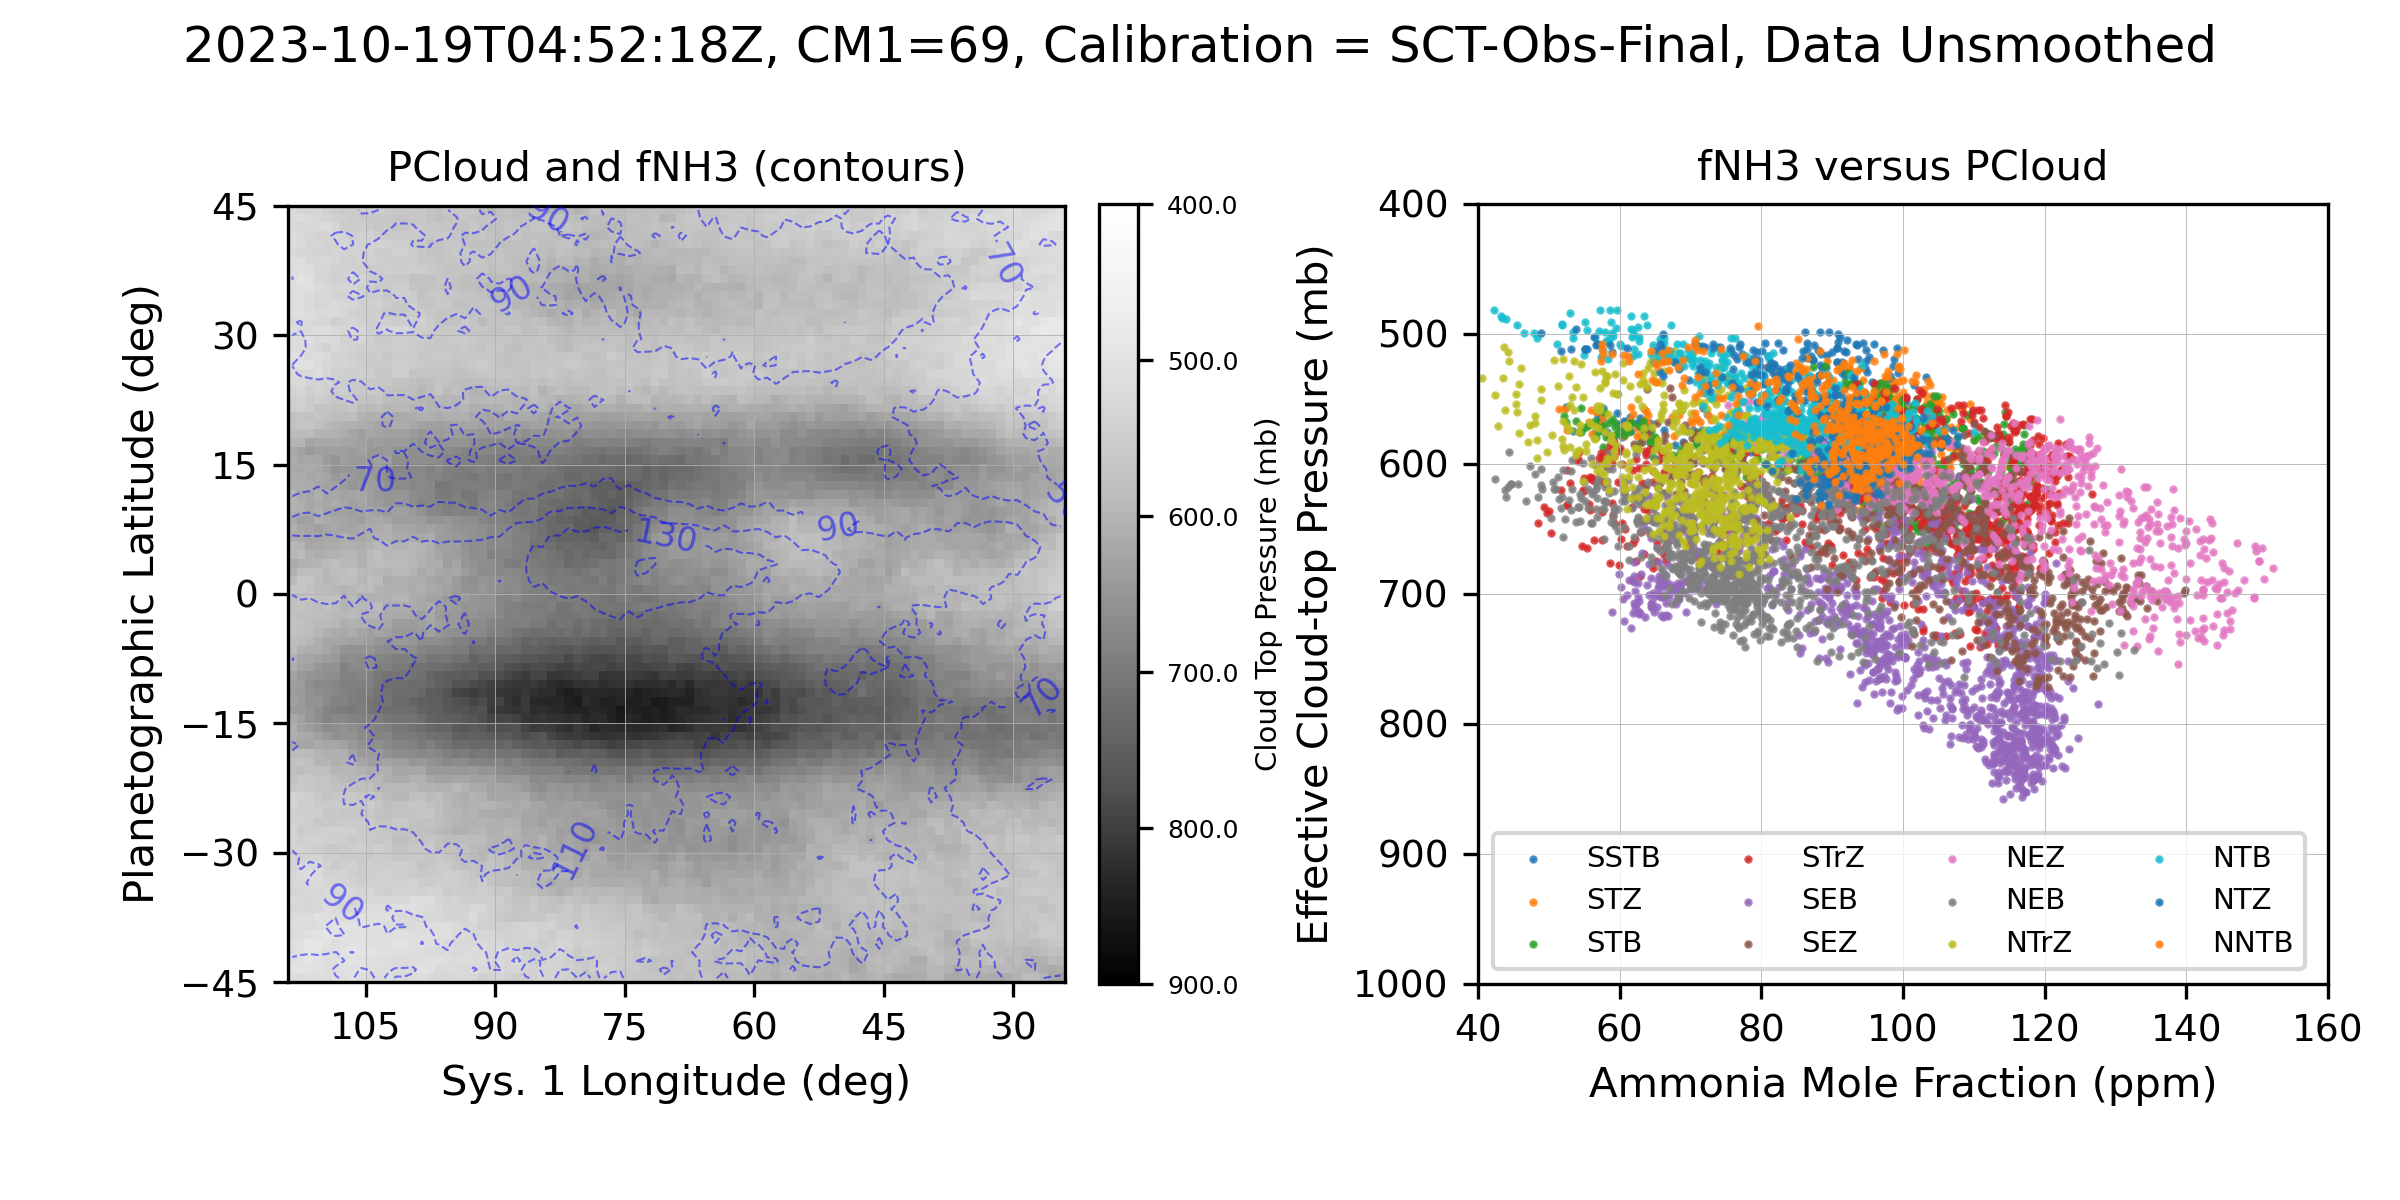 2023-10-19T04:52:18Z, CM1=69, Calibration = SCT-Obs-Final, Data Unsmoothed
PCloud and fNH3 (contours)
45
30
15
0
−15
−30
−45
Planetographic Latitude (deg)
90
90
70
70
130
90
70
110
90
105
90
75
60
45
30
Sys. 1 Longitude (deg)
400.0
500.0
600.0
700.0
800.0
900.0
Cloud Top Pressure (mb)
fNH3 versus PCloud
400
500
600
700
800
900
1000
Effective Cloud-top Pressure (mb)
SSTB
STZ
STB
STrZ
SEB
SEZ
NEZ
NEB
NTrZ
NTB
NTZ
NNTB
40
60
80
100
120
140
160
Ammonia Mole Fraction (ppm)